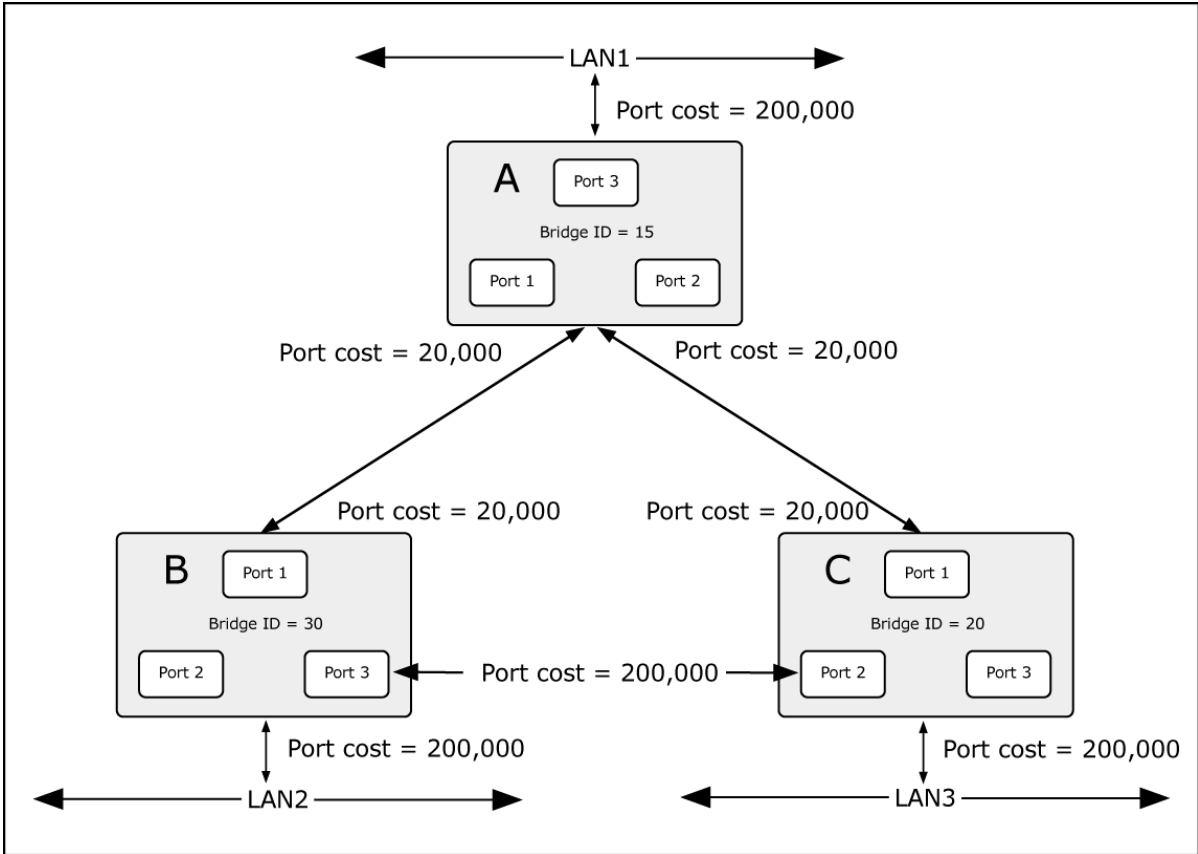 LAN1
Port cost = 200,000
A
Port 3
Bridge ID = 15
Port 1
Port 2
Port cost = 20,000
Port cost = 20,000
Port cost = 20,000
Port cost = 20,000
B
Port 1
Bridge ID = 30
Port 2
Port 3
Port cost = 200,000
C
Port 1
Bridge ID = 20
Port 2
Port 3
Port cost = 200,000
LAN2
Port cost = 200,000
LAN3